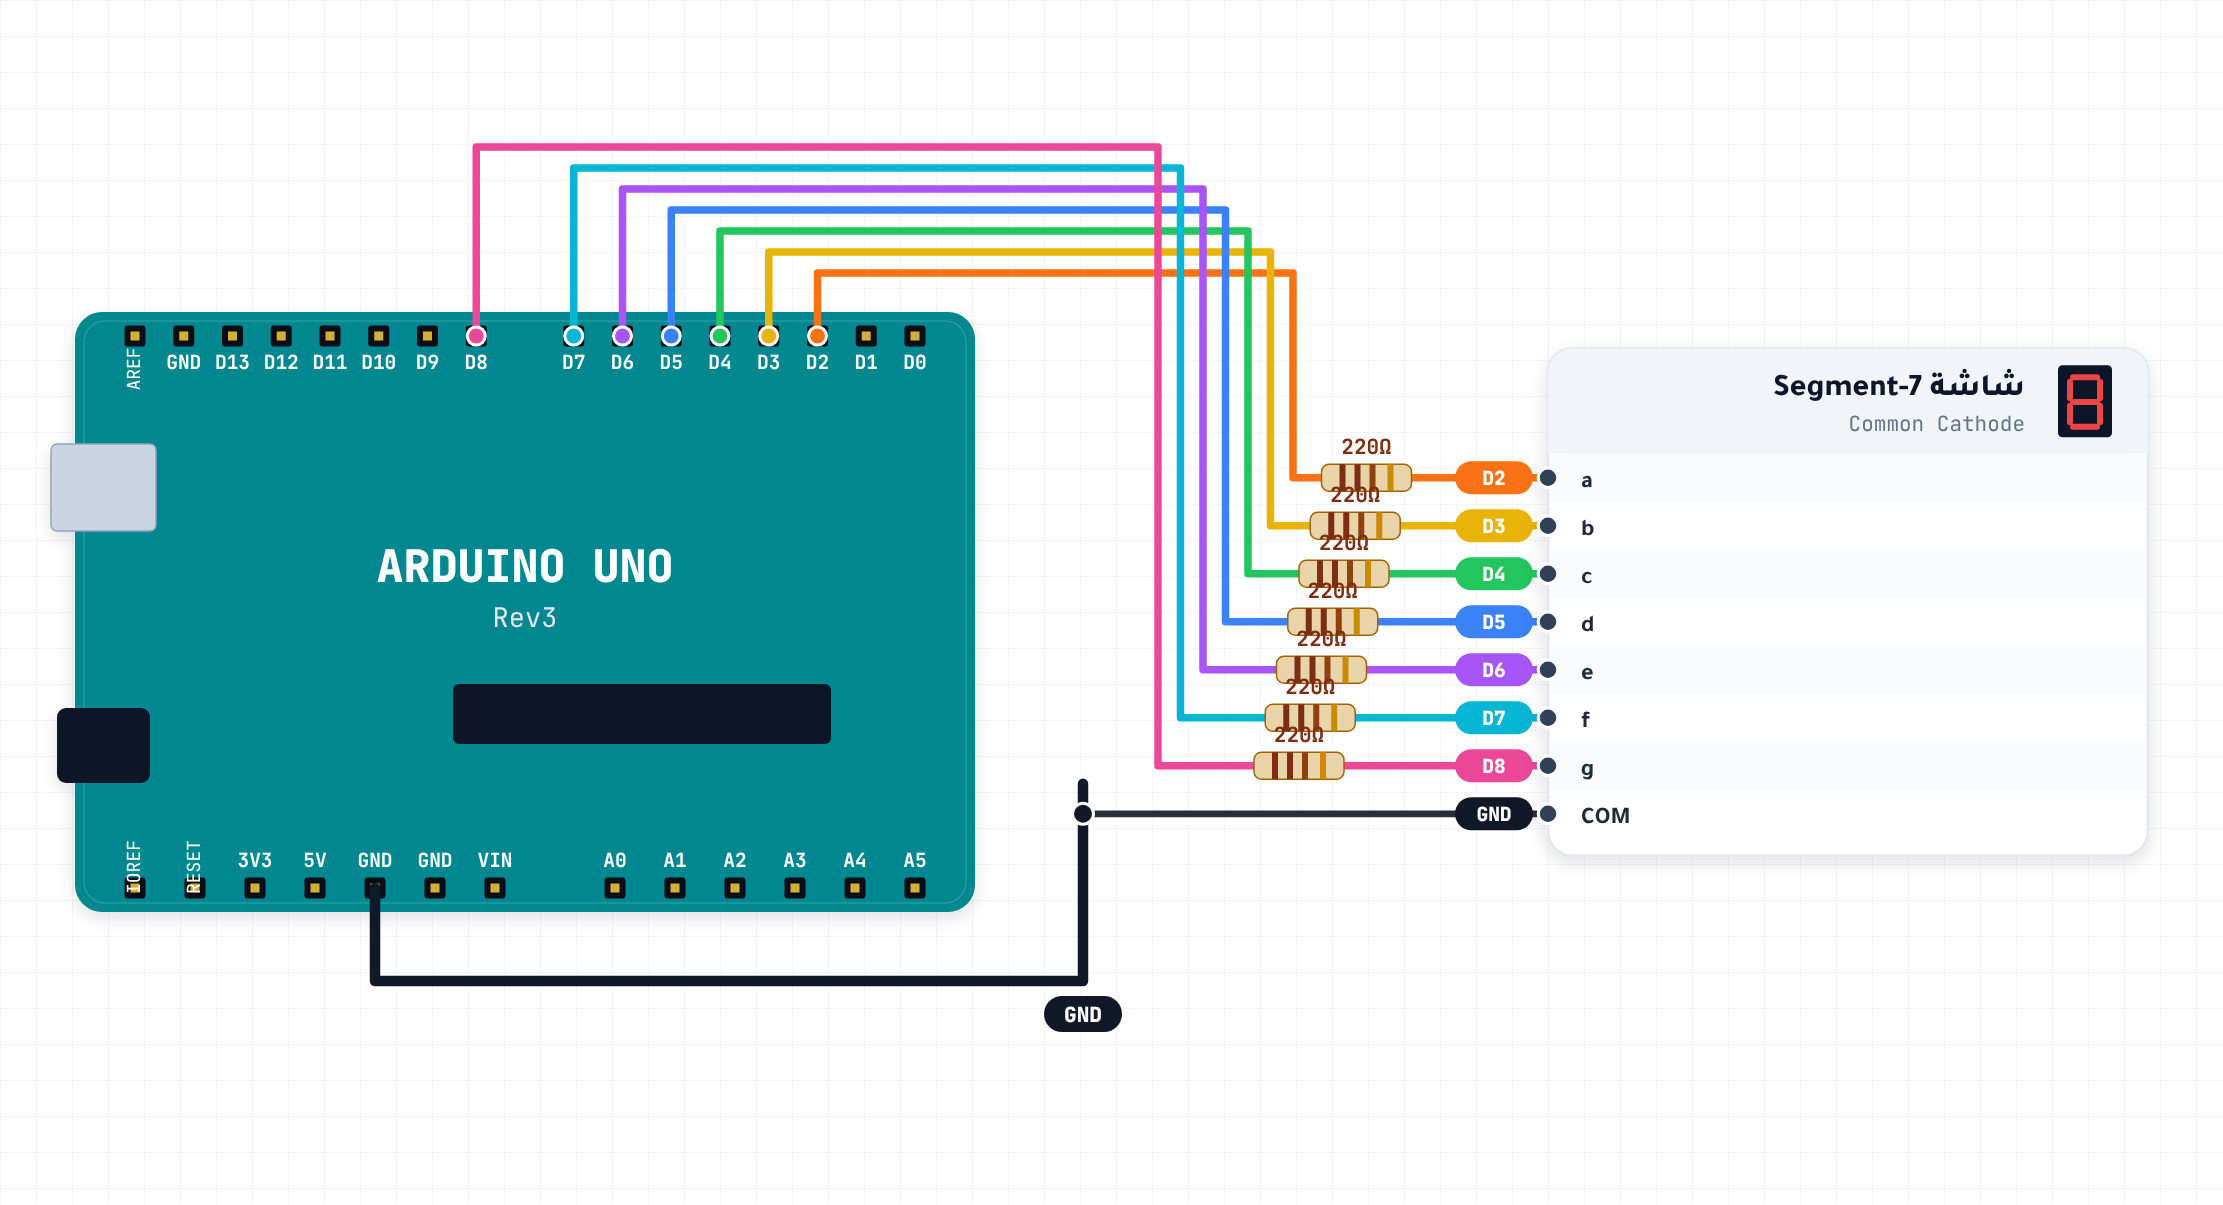 AREF GND D13 D12 D11 D10 D9 D8 D7 D6 D5 D4 D3 D2 D1 D0
ARDUINO UNO
Rev3
IOREF RESET 3V3 5V GND GND VIN A0 A1 A2 A3 A4 A5
GND
شاشة 7-Segment
Common Cathode
220Ω D2 a
220Ω D3 b
220Ω D4 c
220Ω D5 d
220Ω D6 e
220Ω D7 f
220Ω D8 g
GND COM